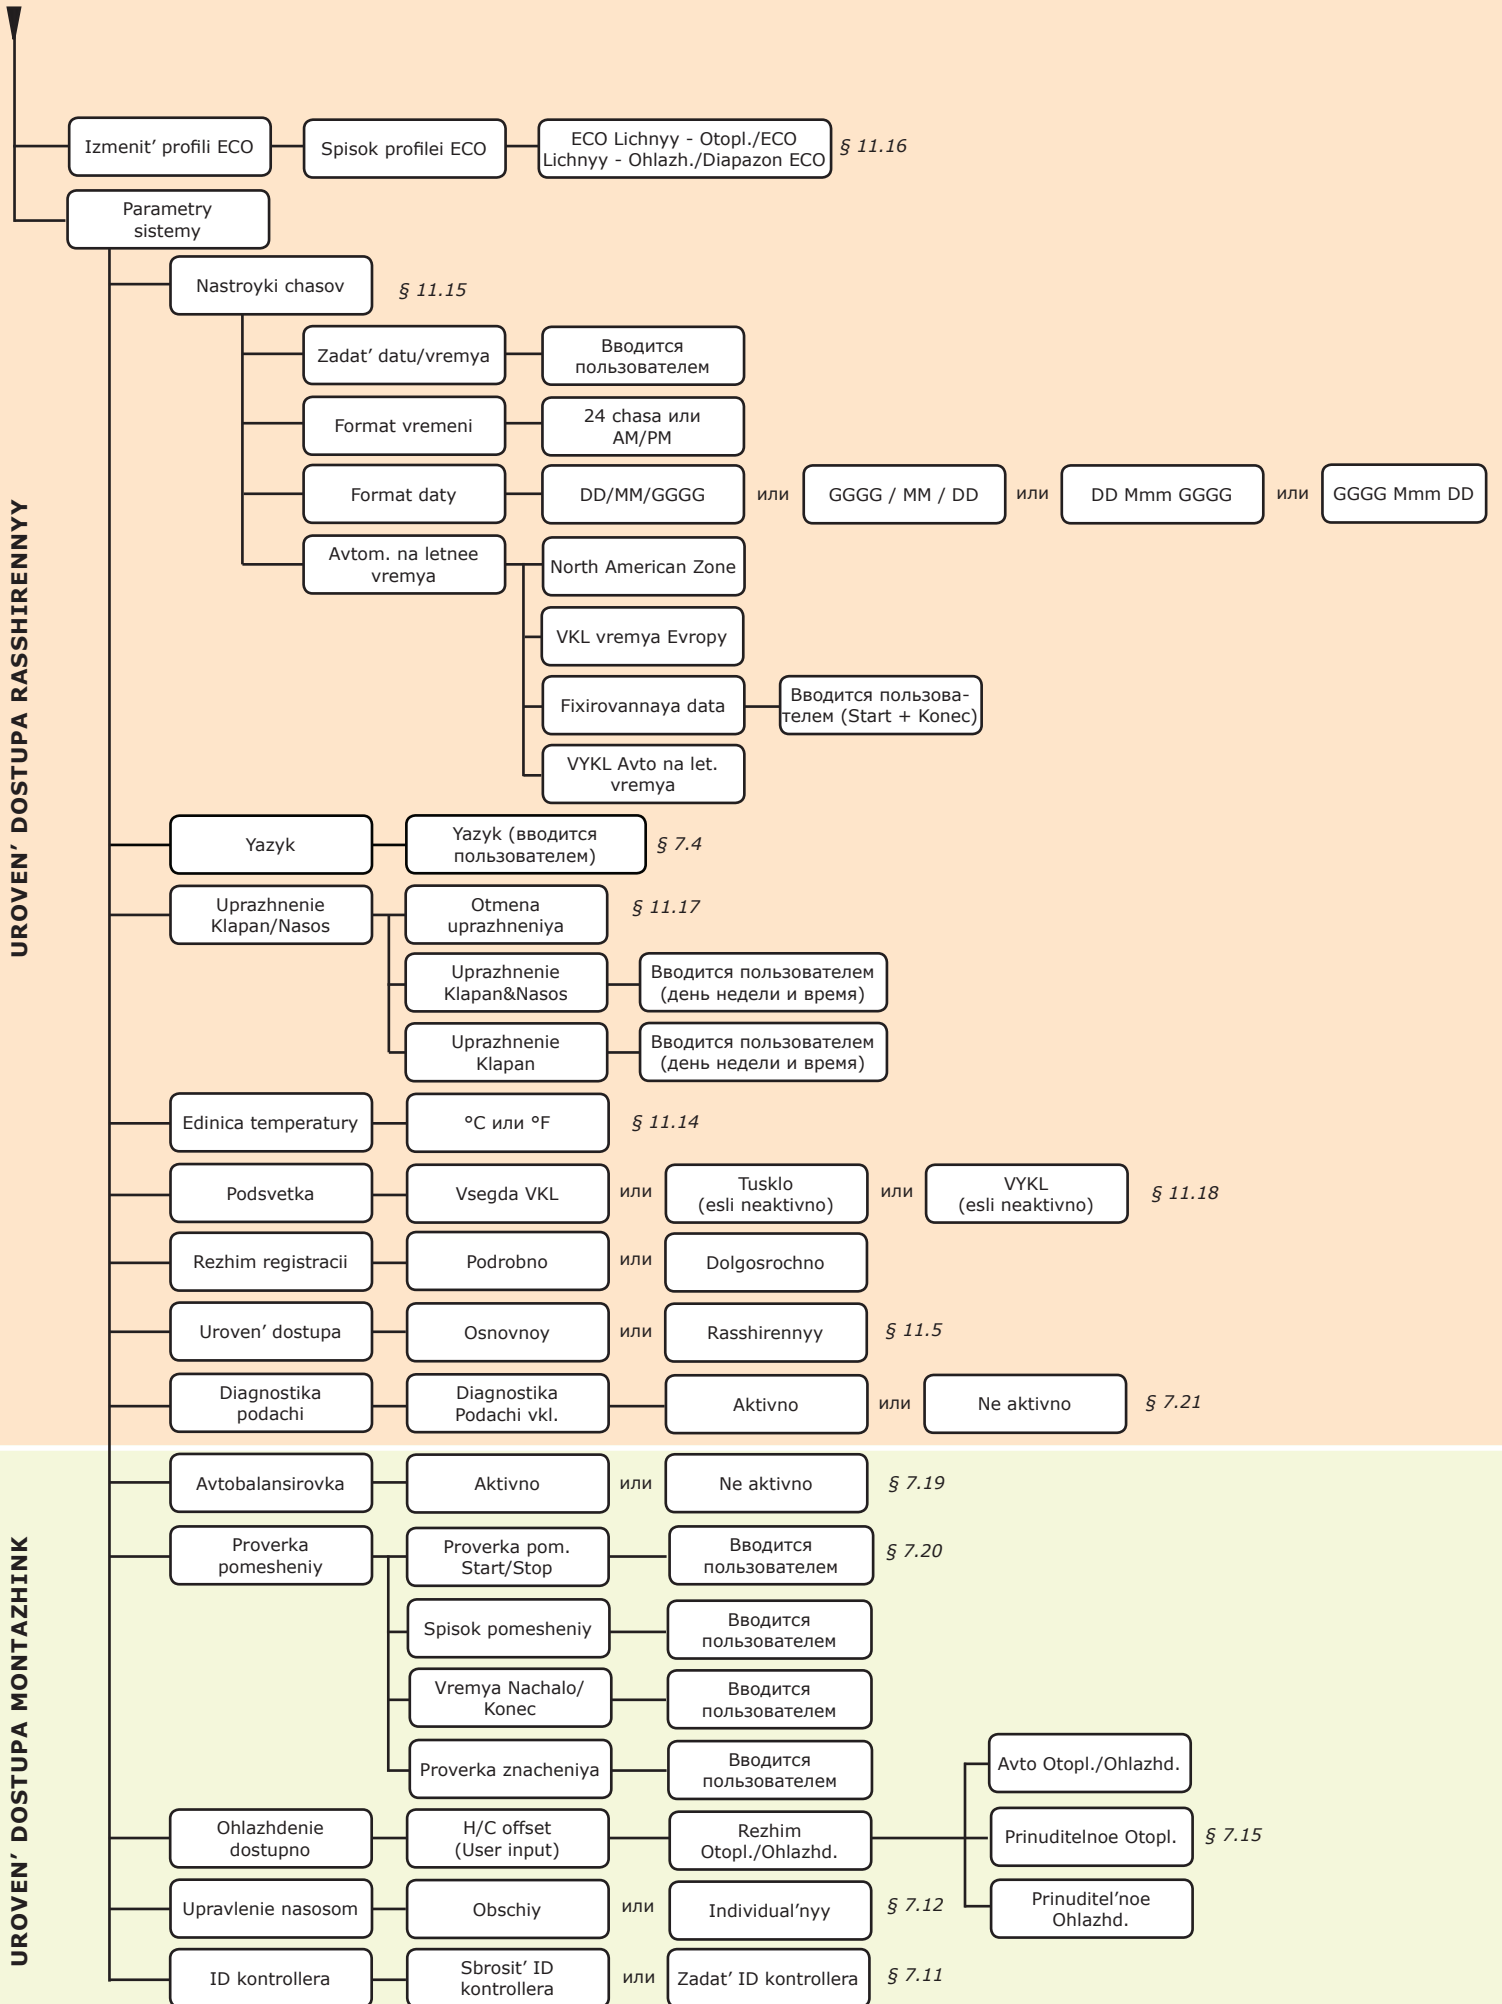 Izmenit’ profili ECO
Spisok profilei ECO
ECO Lichnyy - Otopl./ECO
Lichnyy - Ohlazh./Diapazon ECO
§ 11.16
Parametry
sistemy
Nastroyki chasov
§ 11.15
Zadat’ datu/vremya
Вводится
пользователем
Format vremeni
24 chasa или
AM/PM
Format daty
DD/MM/GGGG
или
GGGG / MM / DD
или
DD Mmm GGGG
или
GGGG Mmm DD
Avtom. na letnee
vremya
North American Zone
VKL vremya Evropy
Fixirovannaya data
Вводится пользова-
телем (Start + Konec)
VYKL Avto na let.
vremya
UROVEN’ DOSTUPA RASSHIRENNYY
Yazyk
Yazyk (вводится
пользователем)
§ 7.4
Uprazhnenie
Klapan/Nasos
Otmena
uprazhneniya
§ 11.17
Uprazhnenie
Klapan&Nasos
Вводится пользователем
(день недели и время)
Uprazhnenie
Klapan
Вводится пользователем
(день недели и время)
Edinica temperatury
°C или °F
§ 11.14
Podsvetka
Vsegda VKL
или
Tusklo
(esli neaktivno)
или
VYKL
(esli neaktivno)
§ 11.18
Rezhim registracii
Podrobno
или
Dolgosrochno
Uroven’ dostupa
Osnovnoy
или
Rasshirennyy
§ 11.5
Diagnostika
podachi
Diagnostika
Podachi vkl.
Aktivno
или
Ne aktivno
§ 7.21
Avtobalansirovka
Aktivno
или
Ne aktivno
§ 7.19
Proverka
pomesheniy
Proverka pom.
Start/Stop
Вводится
пользователем
§ 7.20
Spisok pomesheniy
Вводится
пользователем
Vremya Nachalo/
Konec
Вводится
пользователем
Proverka znacheniya
Вводится
пользователем
UROVEN’ DOSTUPA MONTAZHINK
Ohlazhdenie
dostupno
H/C offset
(User input)
Rezhim
Otopl./Ohlazhd.
Avto Otopl./Ohlazhd.
Prinuditelnoe Otopl.
§ 7.15
Prinuditel’noe
Ohlazhd.
Upravlenie nasosom
Obschiy
или
Individual’nyy
§ 7.12
ID kontrollera
Sbrosit’ ID
kontrollera
или
Zadat’ ID kontrollera
§ 7.11